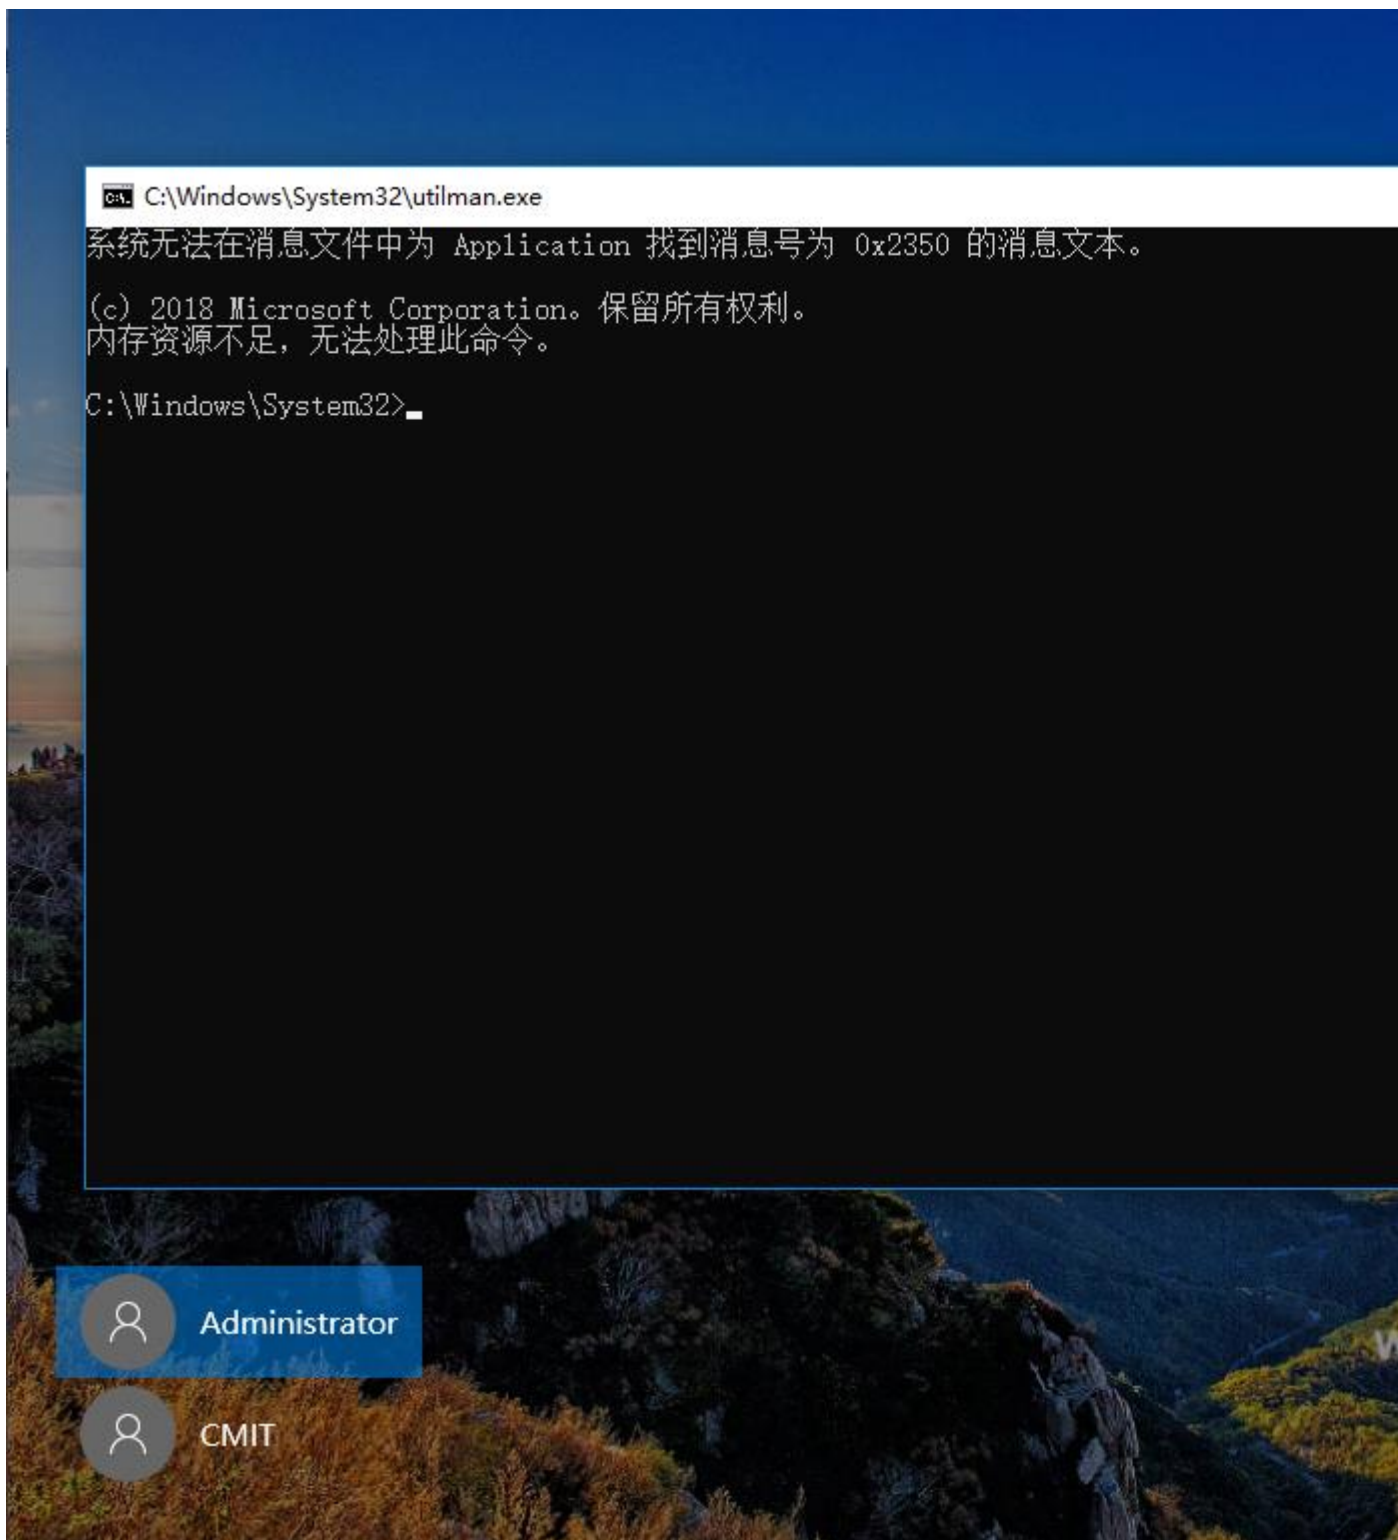 C:\Windows\System32\utilman.exe
系统无法在消息文件中为 Application 找到消息号为 0x2350 的消息文本。
(c) 2018 Microsoft Corporation。保留所有权利。
内存资源不足，无法处理此命令。
C:\Windows\System32>
Administrator
CMIT